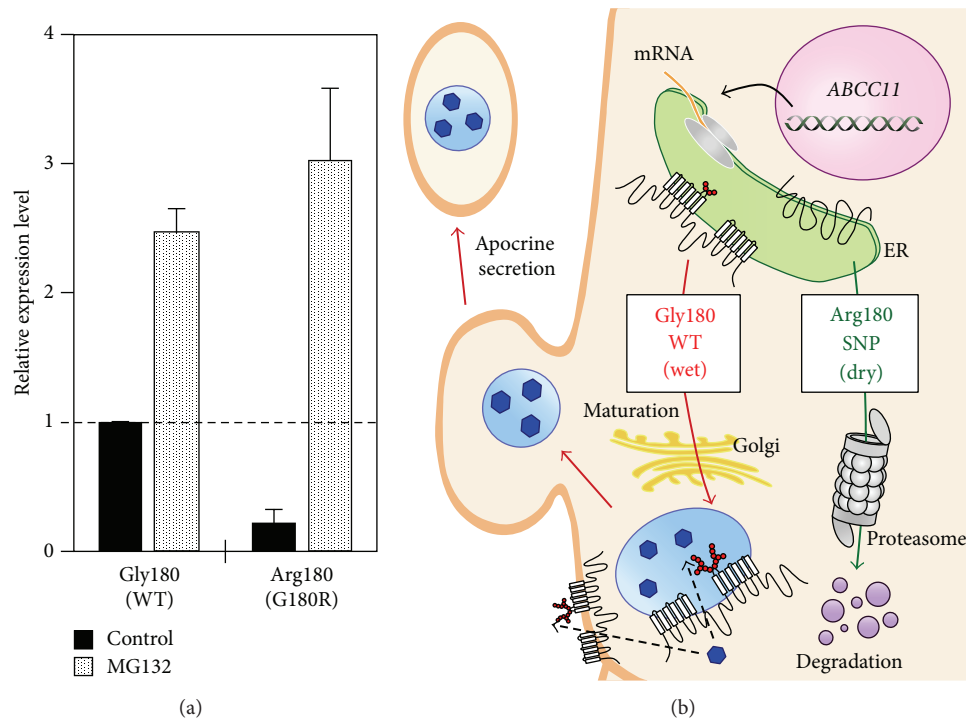 4
3
2
1
0
Relative expression level
Gly180
(WT)
Arg180
(G180R)
Control
MG132
(a)
mRNA
ABCC11
ER
Apocrine
secretion
Gly180
WT
(wet)
Arg180
SNP
(dry)
Maturation
Golgi
Proteasome
Degradation
(b)